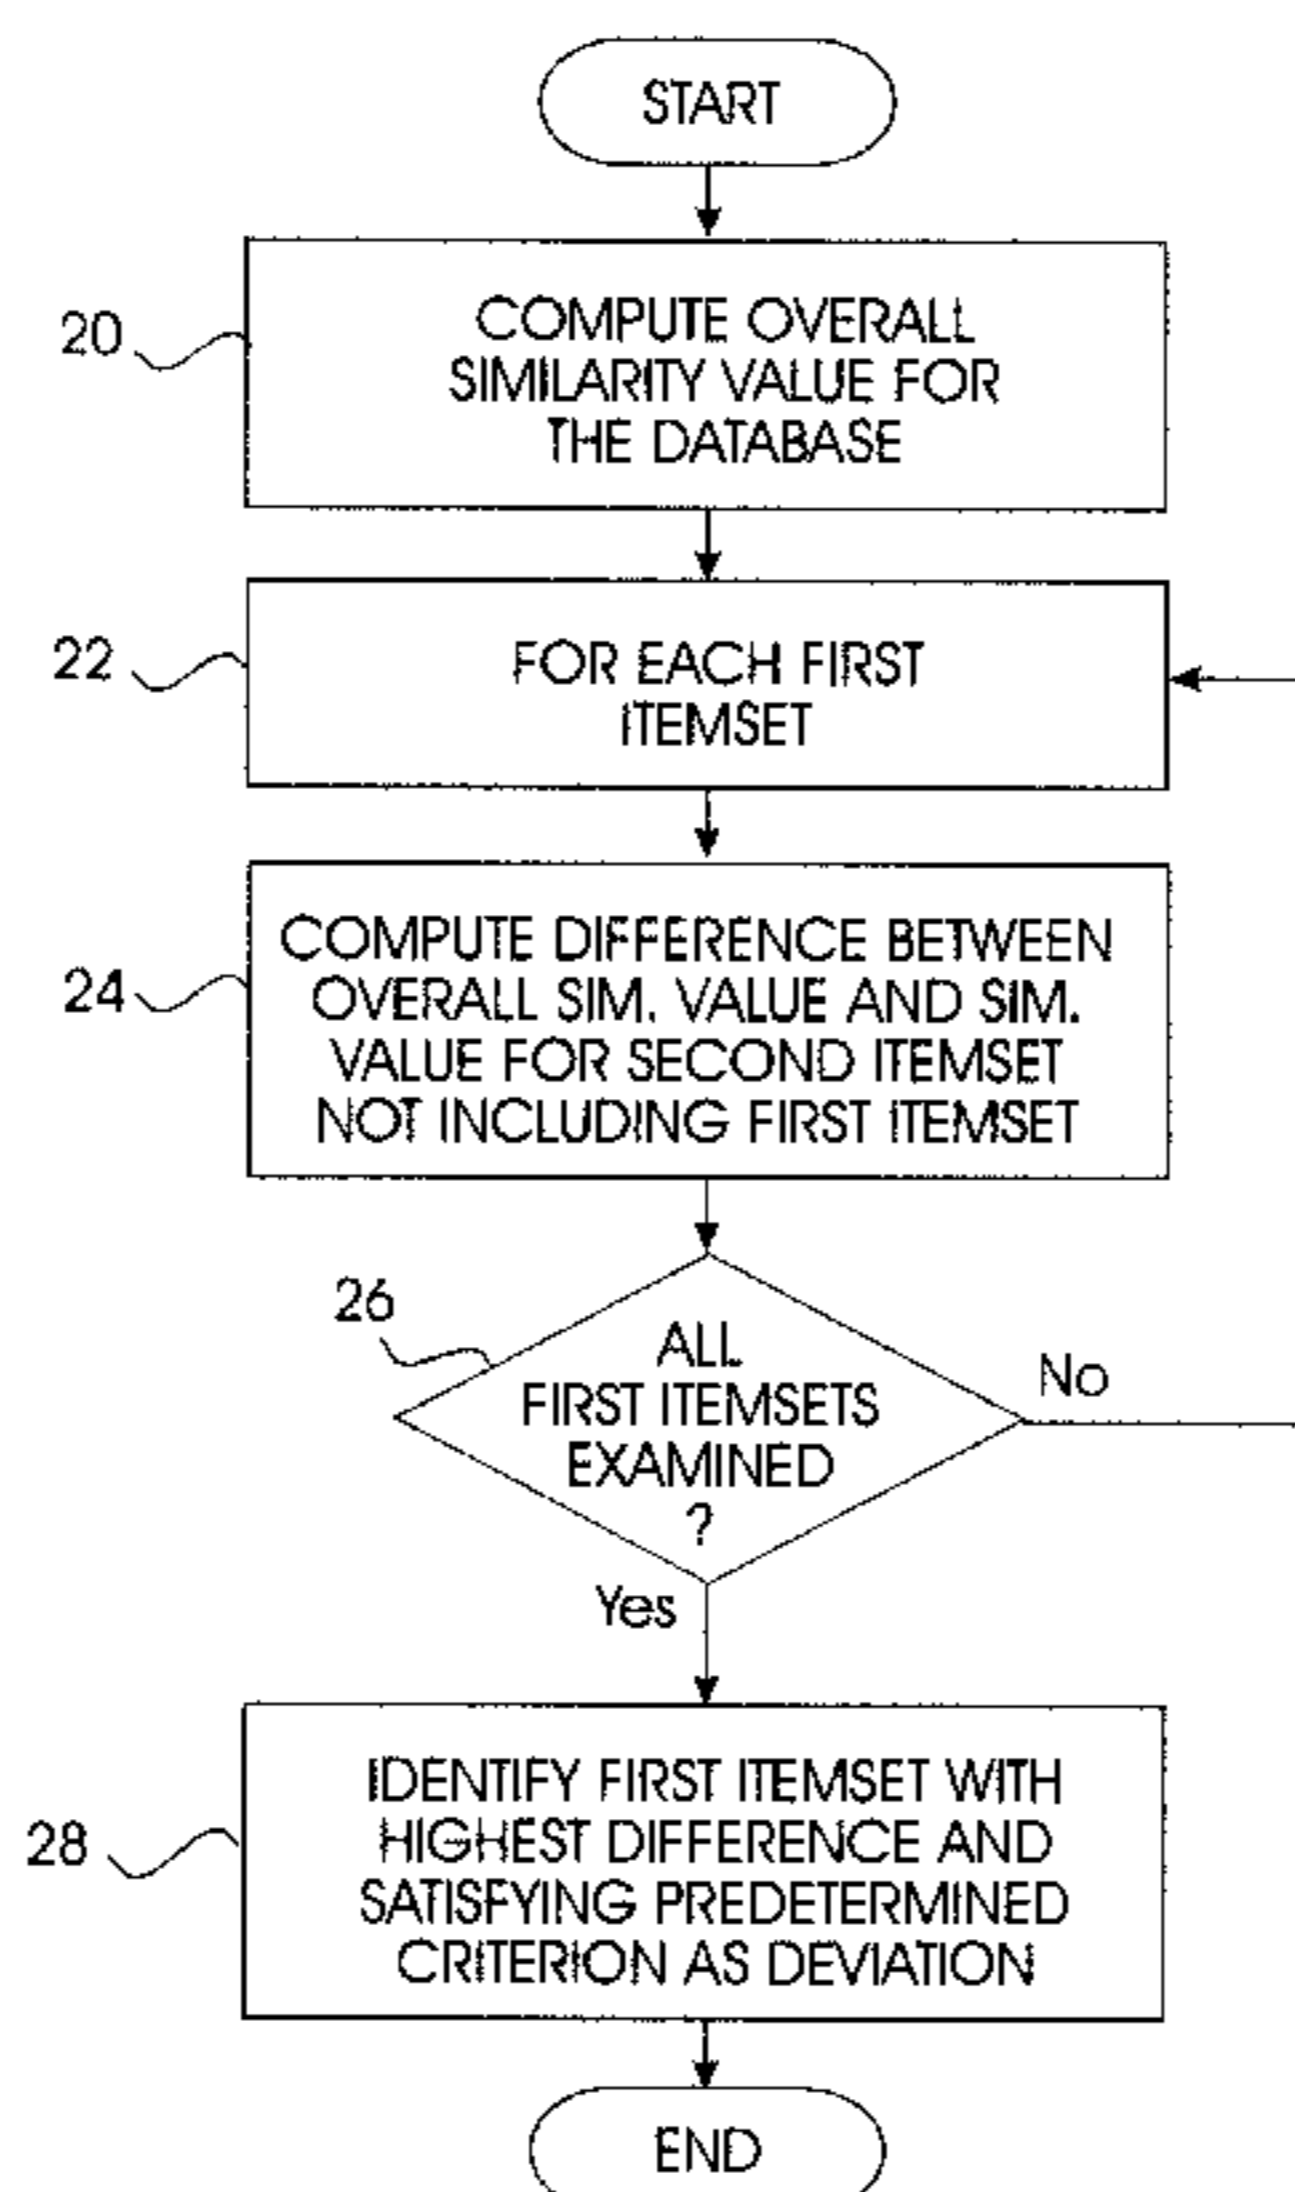 START
20
COMPUTE OVERALL
SIMILARITY VALUE FOR
THE DATABASE
22
FOR EACH FIRST
ITEMSET
24
COMPUTE DIFFERENCE BETWEEN
OVERALL SIM. VALUE AND SIM.
VALUE FOR SECOND ITEMSET
NOT INCLUDING FIRST ITEMSET
26
ALL
FIRST ITEMSETS
EXAMINED
?
No
Yes
28
IDENTIFY FIRST ITEMSET WITH
HIGHEST DIFFERENCE AND
SATISFYING PREDETERMINED
CRITERION AS DEVIATION
END